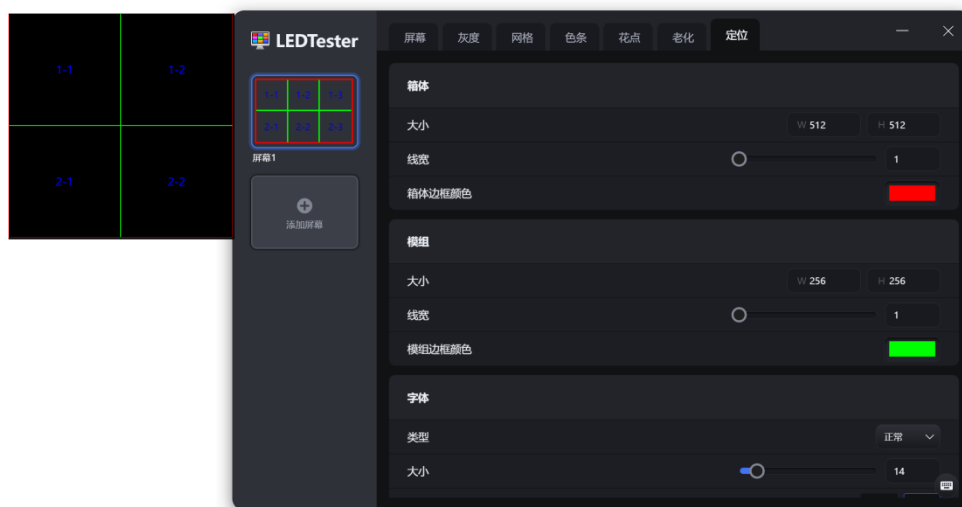 1-1 1-2
2-1 2-2
LEDTester
1-1 1-2 1-3
2-1 2-2 2-3
屏幕1
添加屏幕
屏幕 灰度 网格 色条 花点 老化 定位
箱体
大小 W 512 H 512
线宽 1
箱体边框颜色
模组
大小 W 256 H 256
线宽 1
模组边框颜色
字体
类型 正常
大小 14